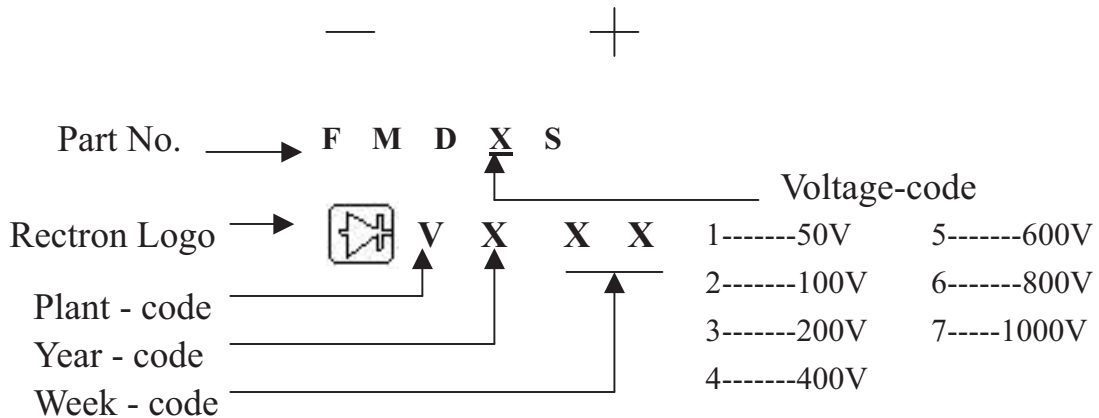 — +
Part No. F M D X S
Voltage-code
Rectron Logo V X X X
1-------50V 5-------600V
2-------100V 6-------800V
3-------200V 7-----1000V
4-------400V
Plant - code
Year - code
Week - code